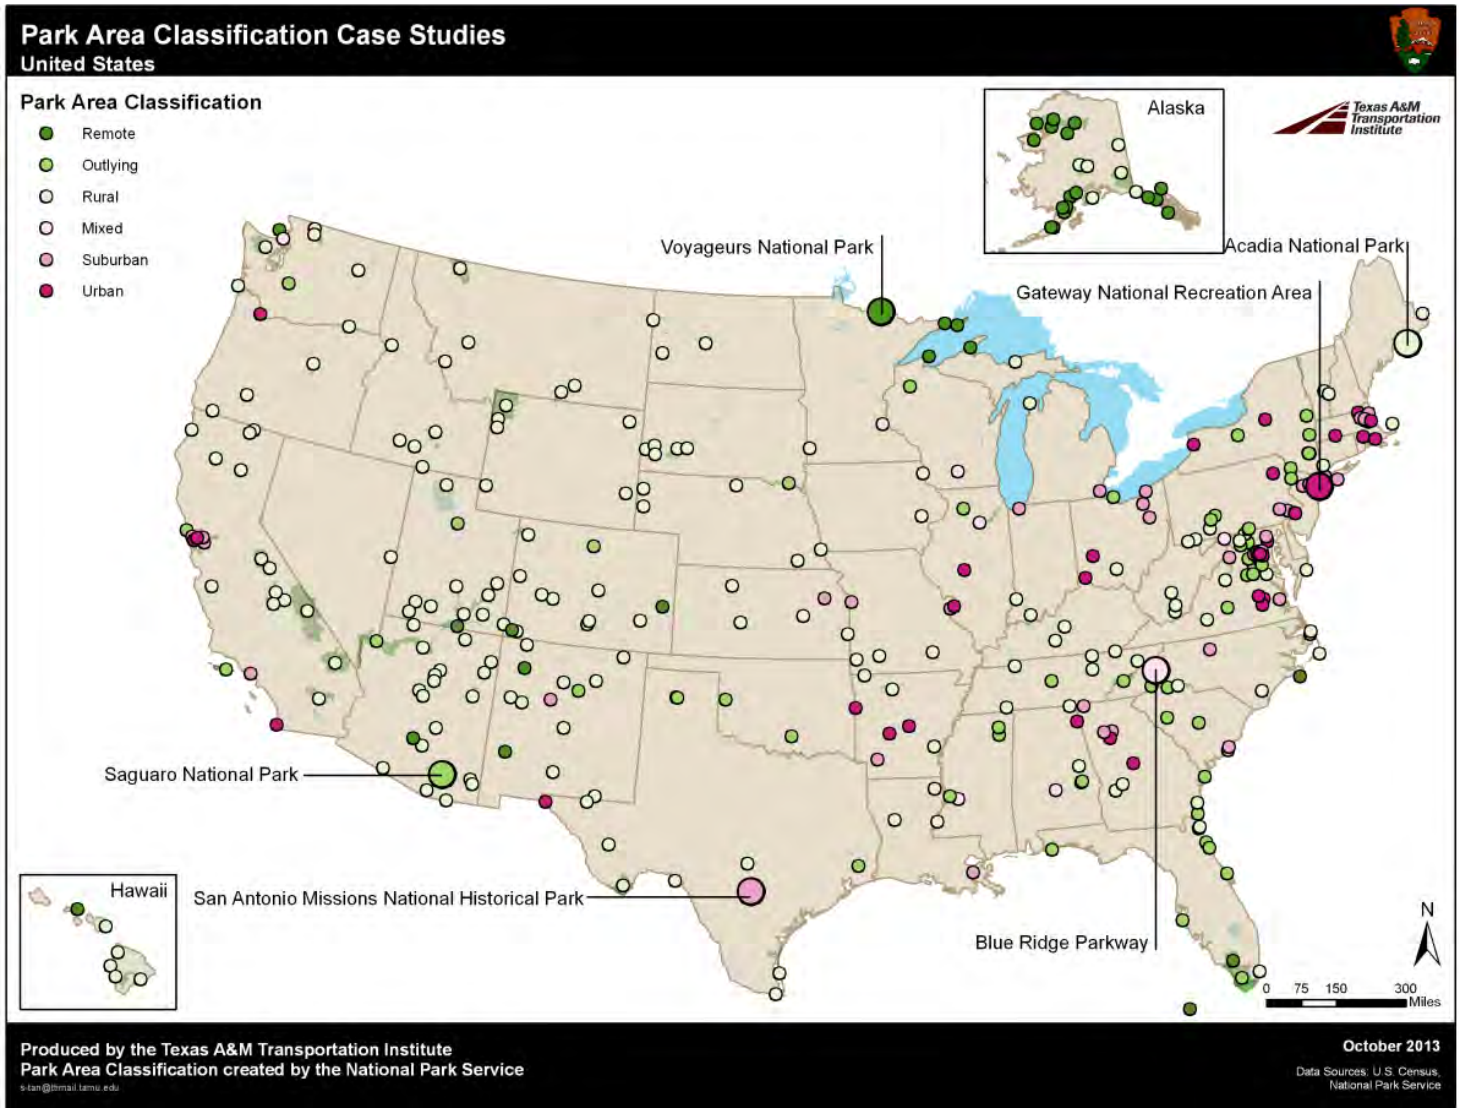 Park Area Classification Case Studies
United States
Park Area Classification
Remote
Outlying
Rural
Mixed
Suburban
Urban
Alaska
Texas A&M
Transportation
Institute
Voyageurs National Park
Acadia National Park
Gateway National Recreation Area
Saguaro National Park
San Antonio Missions National Historical Park
Blue Ridge Parkway
Hawaii
N
0 75 150 300
Miles
Produced by the Texas A&M Transportation Institute
Park Area Classification created by the National Park Service
October 2013
Data Sources: U.S. Census,
National Park Service